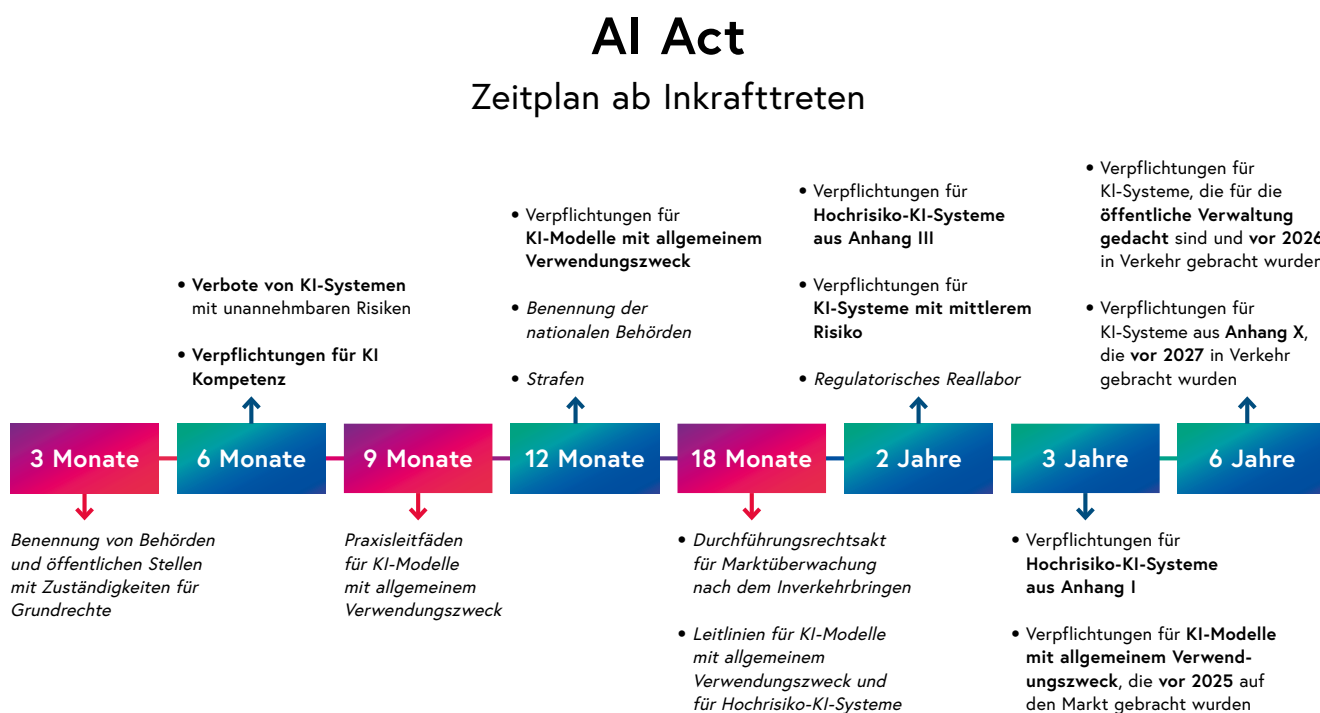 AI Act
Zeitplan ab Inkrafttreten
• Verbote von KI-Systemen
mit unannehmbaren Risiken
• Verpflichtungen für KI
Kompetenz
• Verpflichtungen für
KI-Modelle mit allgemeinem
Verwendungszweck
• Benennung der
nationalen Behörden
• Strafen
• Verpflichtungen für
Hochrisiko-KI-Systeme
aus Anhang III
• Verpflichtungen für
KI-Systeme mit mittlerem
Risiko
• Regulatorisches Reallabor
• Verpflichtungen für
KI-Systeme, die für die
öffentliche Verwaltung
gedacht sind und vor 2026
in Verkehr gebracht wurden
• Verpflichtungen für
KI-Systeme aus Anhang X,
die vor 2027 in Verkehr
gebracht wurden
3 Monate
6 Monate
9 Monate
12 Monate
18 Monate
2 Jahre
3 Jahre
6 Jahre
Benennung von Behörden
und öffentlichen Stellen
mit Zuständigkeiten für
Grundrechte
Praxisleitfäden
für KI-Modelle
mit allgemeinem
Verwendungszweck
• Durchführungsrechtsakt
für Marktüberwachung
nach dem Inverkehrbringen
• Leitlinien für KI-Modelle
mit allgemeinem
Verwendungszweck und
für Hochrisiko-KI-Systeme
• Verpflichtungen für
Hochrisiko-KI-Systeme
aus Anhang I
• Verpflichtungen für KI-Modelle
mit allgemeinem Verwend-
ungszweck, die vor 2025 auf
den Markt gebracht wurden